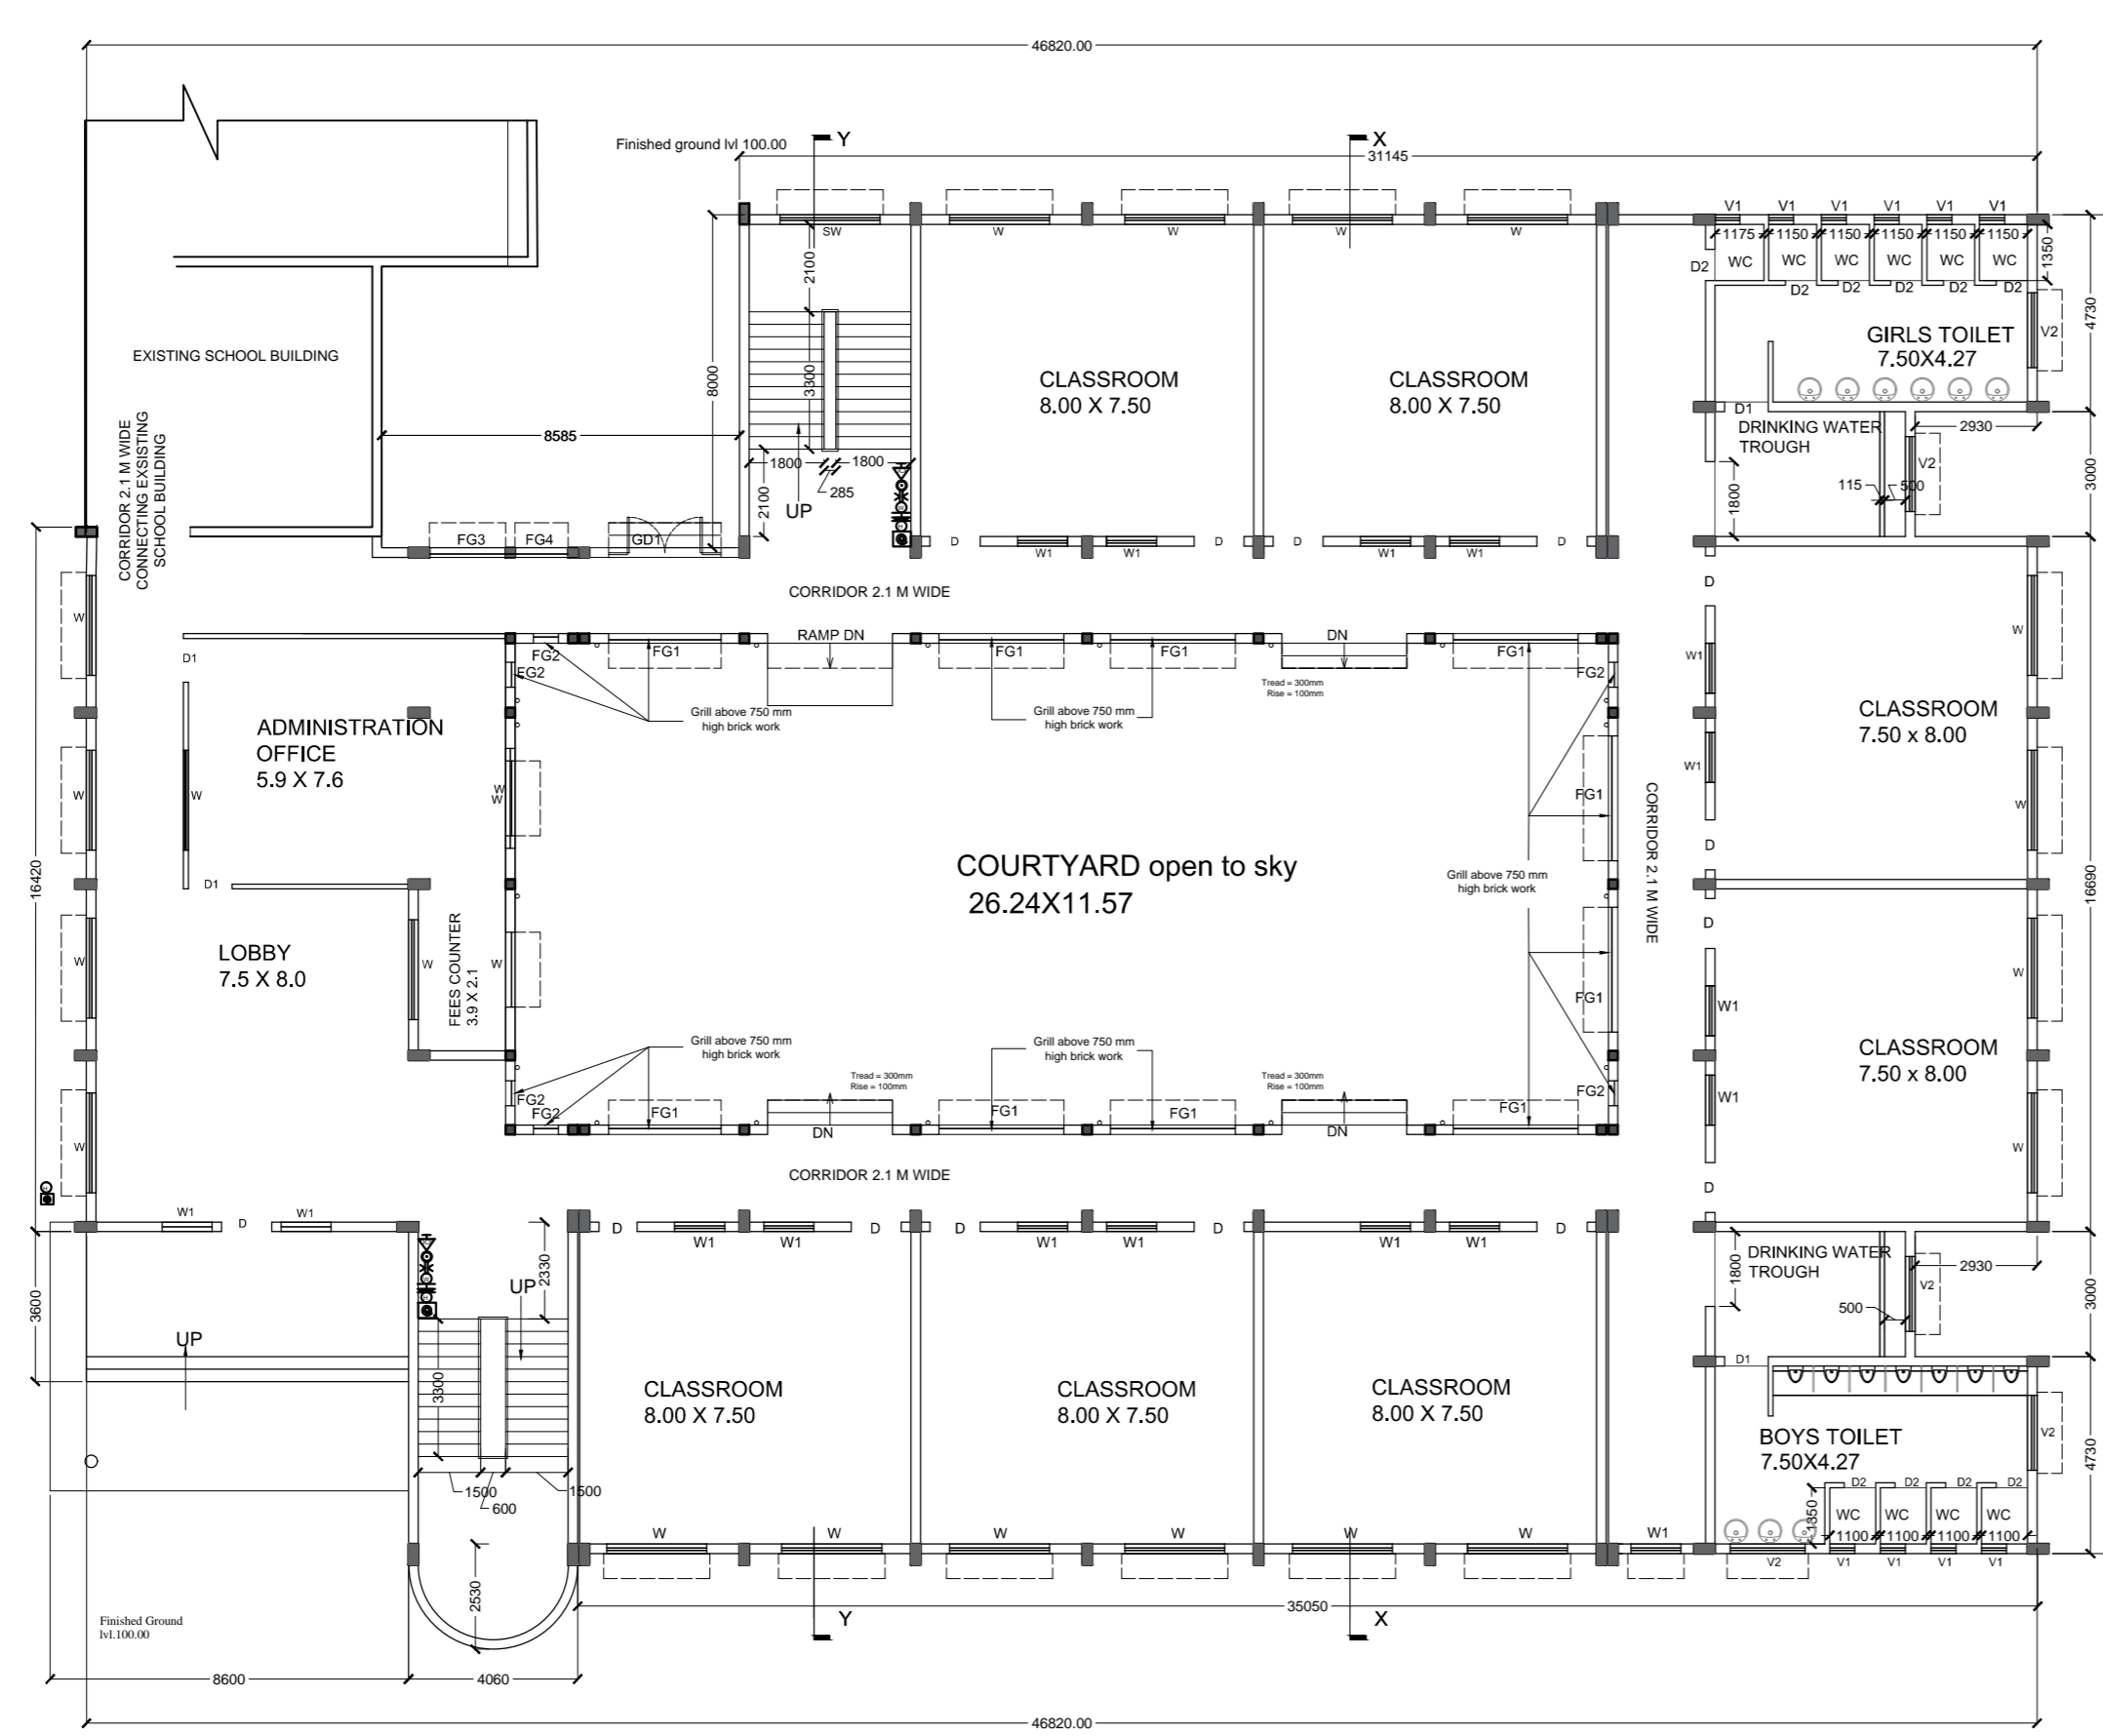 46820.00
Finished ground lvl 100.00
Y
X
31145
V1 V1 V1 V1 V1 V1
SW
W
W
W
W
1175 1150 1150 1150 1150 1150
1350
D2
WC WC WC WC WC WC
D2 D2 D2 D2 D2
2100
4730
EXISTING SCHOOL BUILDING
GIRLS TOILET
7.50X4.27
V2
8000
3300
CLASSROOM
8.00 X 7.50
CLASSROOM
8.00 X 7.50
CORRIDOR 2.1 M WIDE
CONNECTING EXSISTING
SCHOOL BUILDING
8585
D1
DRINKING WATER
TROUGH
2930
1800
1800
285
UP
2100
V2
115
500
1800
3000
FG3
FG4
GD1
D
W1
W1
D
D
W1
W1
D
CORRIDOR 2.1 M WIDE
D
W
RAMP DN
DN
FG2
FG1
FG1
FG1
FG1
D1
FG2
FG2
Tread = 300mm
Rise = 100mm
W1
W
Grill above 750 mm
high brick work
Grill above 750 mm
high brick work
ADMINISTRATION
OFFICE
5.9 X 7.6
CLASSROOM
7.50 x 8.00
W1
W
W
W
W
FG1
W
CORRIDOR 2.1 M WIDE
D
16420
COURTYARD open to sky
26.24X11.57
Grill above 750 mm
high brick work
D1
16690
FEES COUNTER
3.9 X 2.1
D
LOBBY
7.5 X 8.0
W
W
W
W
FG1
W1
Grill above 750 mm
high brick work
Grill above 750 mm
high brick work
CLASSROOM
7.50 x 8.00
Tread = 300mm
Rise = 100mm
Tread = 300mm
Rise = 100mm
FG2
FG2
FG1
FG1
FG1
FG1
FG2
W1
DN
DN
W
W
CORRIDOR 2.1 M WIDE
D
W1
D
W1
D
W1
W1
D
D
W1
W1
D
W1
W1
D
DRINKING WATER
TROUGH
1800
2930
V2
500
3000
2330
UP
UP
3600
3300
D1
CLASSROOM
8.00 X 7.50
CLASSROOM
8.00 X 7.50
CLASSROOM
8.00 X 7.50
BOYS TOILET
7.50X4.27
V2
4730
1500
600
1500
D2 D2 D2 D2
1350
WC WC WC WC
1100 1100 1100 1100
W
W
W
W
W
W
W1
V2
V1 V1 V1 V1
2530
35050
Finished Ground
lvl.100.00
Y
X
8600
4060
46820.00